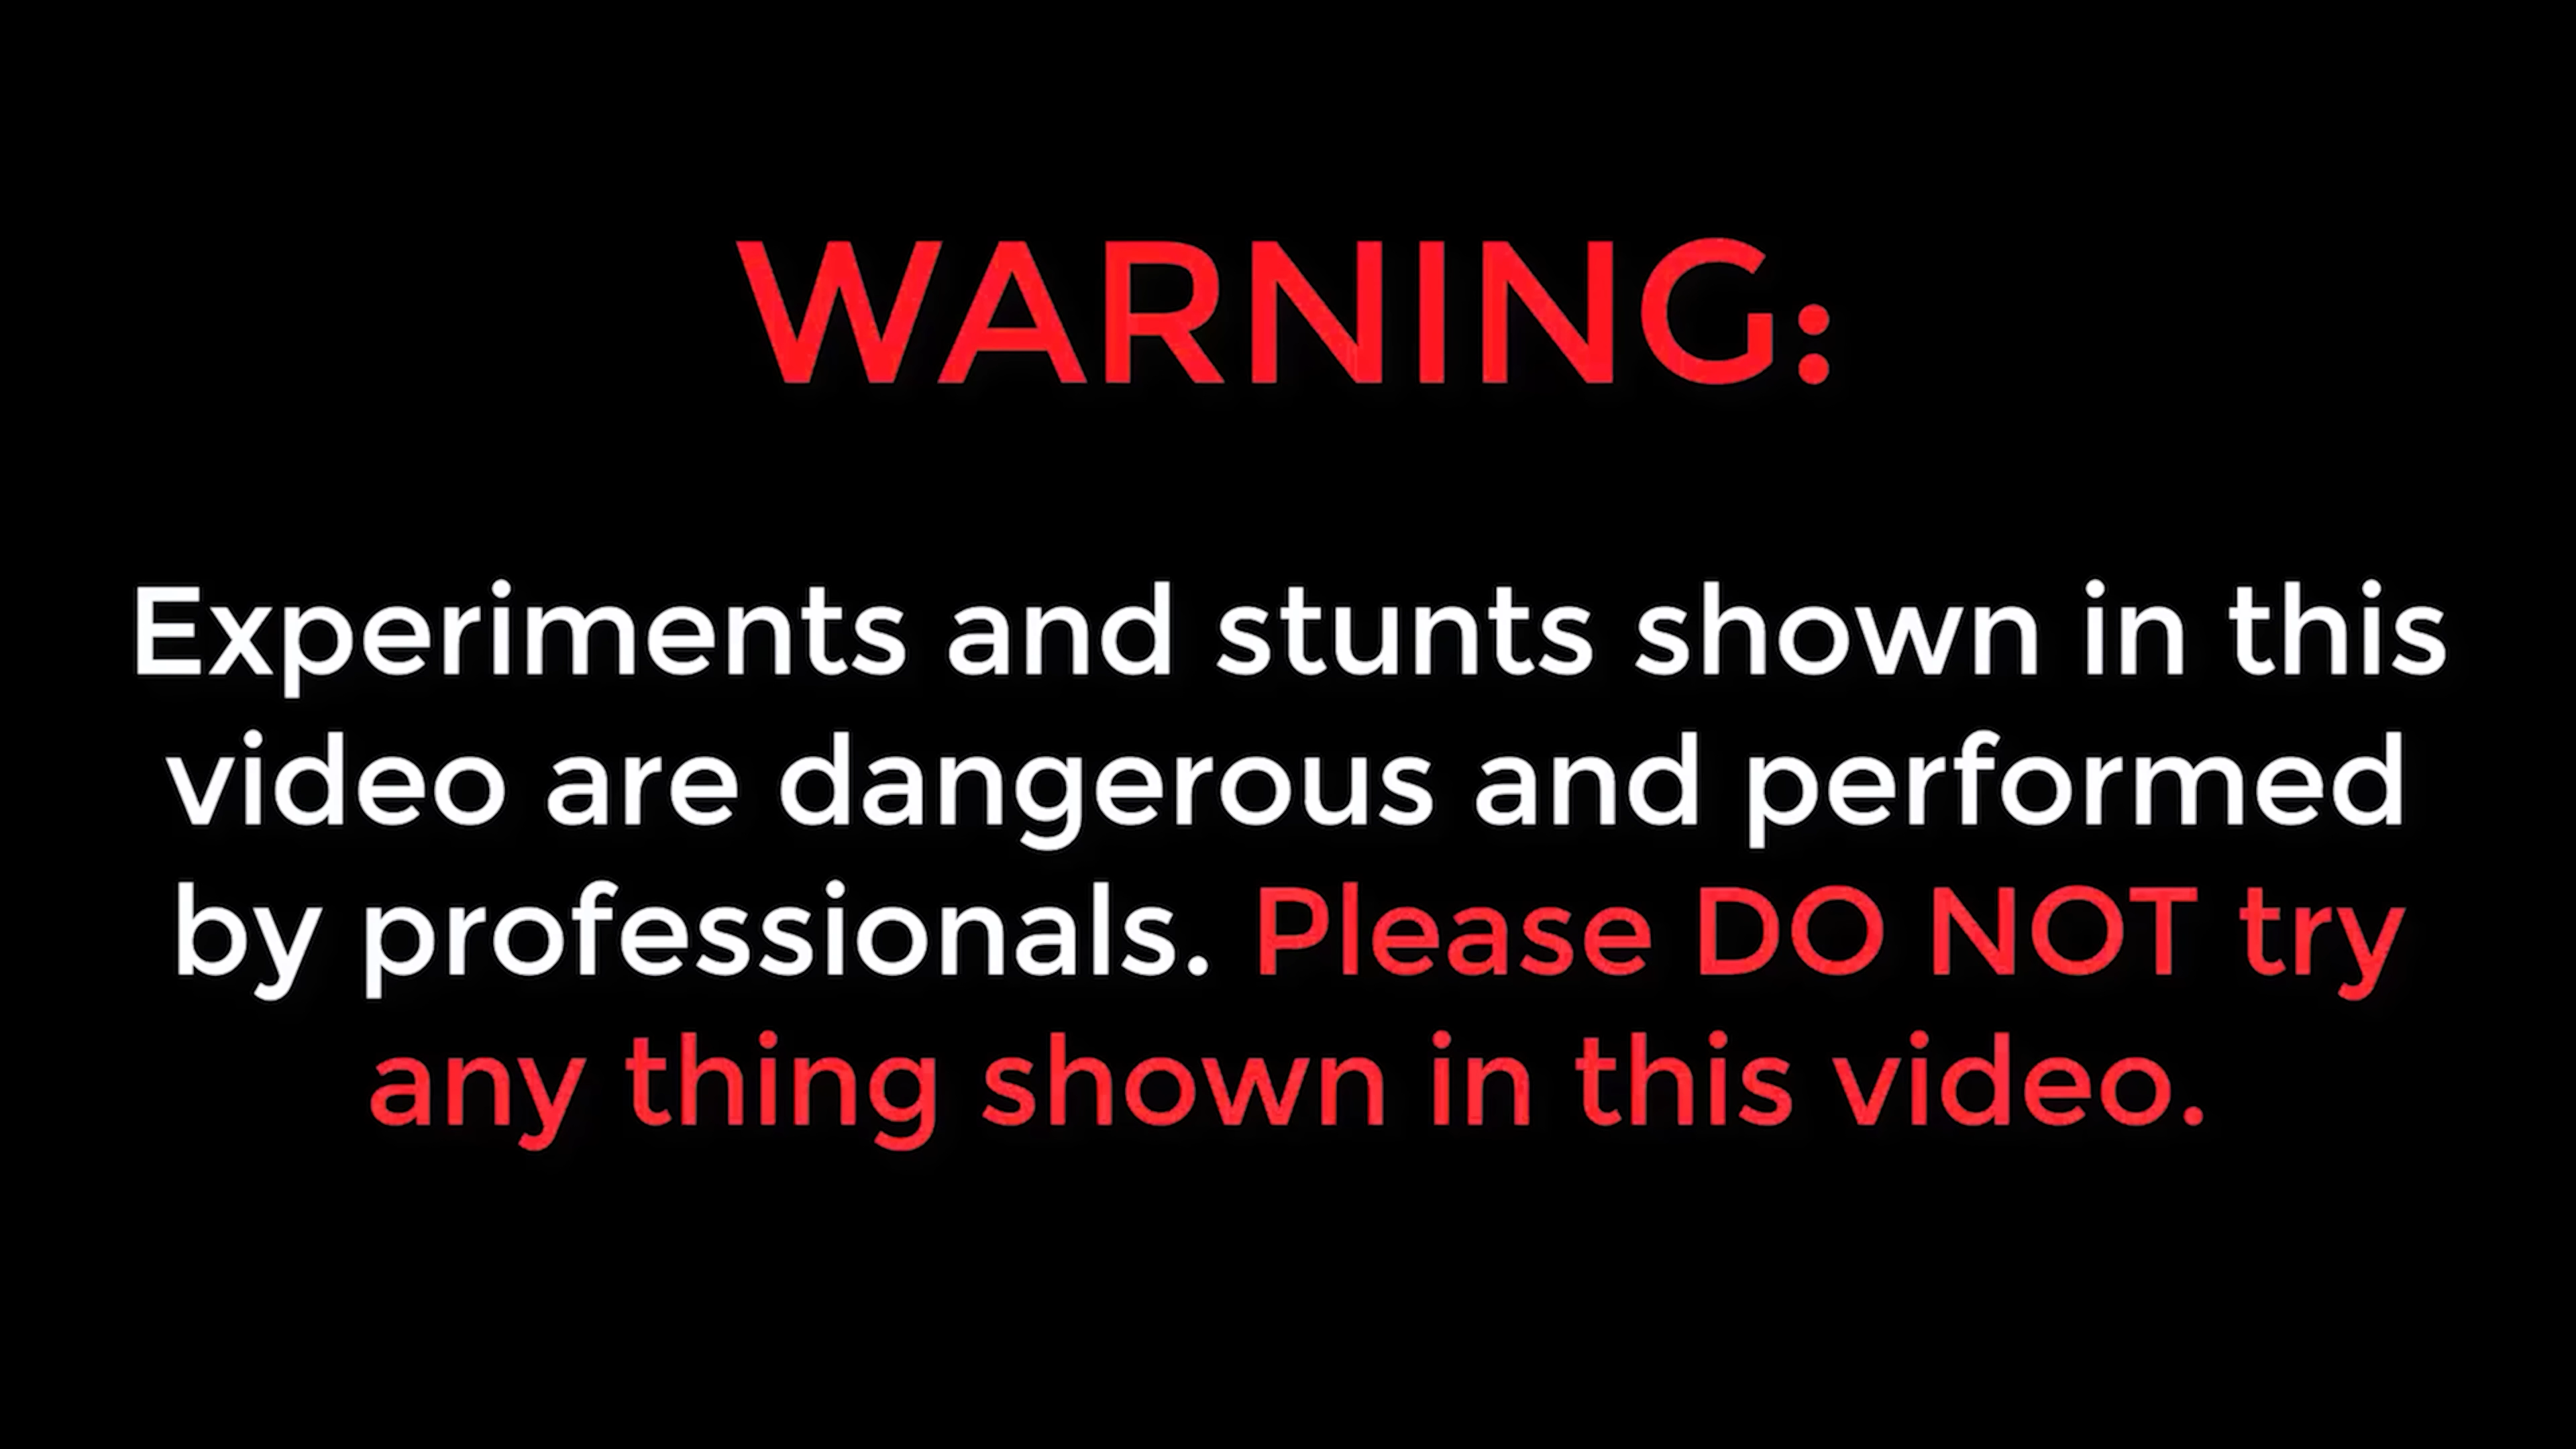 WARNING:
Experiments and stunts shown in this
video are dangerous and performed
by professionals. Please DO NOT try
any thing shown in this video.